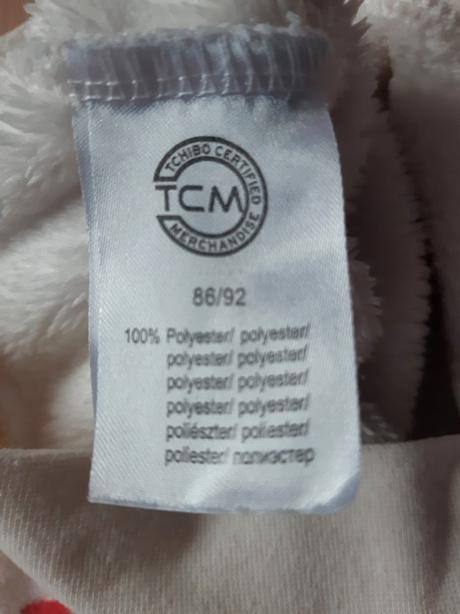 TCHIBO CERTIFIED
TCM
MERCHANDISE
86/92
100% Polyester/ polyester/
polyester/ polyester/
polyester/ polyester/
polyester/ polyester/
poliészter/ poliester/
poliester/ полиэстер